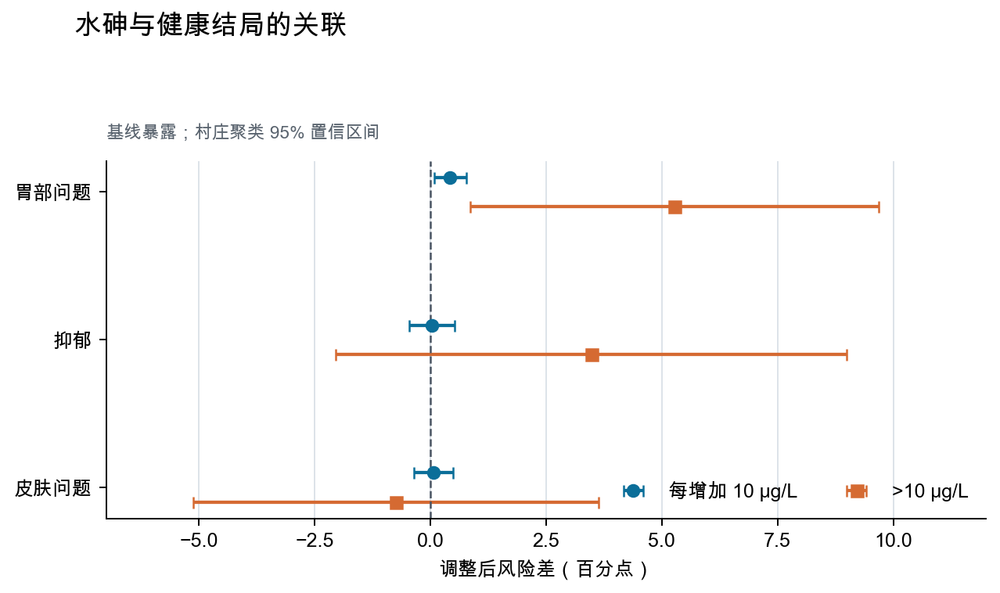 水砷与健康结局的关联
基线暴露；村庄聚类 95% 置信区间
胃部问题
抑郁
皮肤问题
每增加 10 µg/L
>10 µg/L
−5.0
−2.5
0.0
2.5
5.0
7.5
10.0
调整后风险差（百分点）